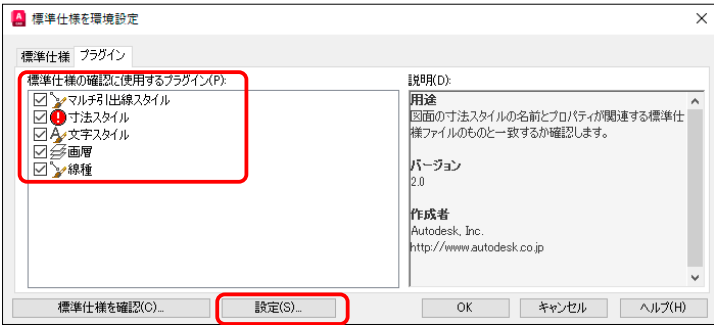 標準仕様を環境設定
標準仕様 プラグイン
標準仕様の確認に使用するプラグイン(P):
マルチ引出線スタイル
寸法スタイル
文字スタイル
画層
線種
説明(D):
用途
図面の寸法スタイルの名前とプロパティが関連する標準仕
様ファイルのものと一致するか確認します。
バージョン
2.0
作成者
Autodesk, Inc.
http://www.autodesk.co.jp
標準仕様を確認(C)... 設定(S)... OK キャンセル ヘルプ(H)